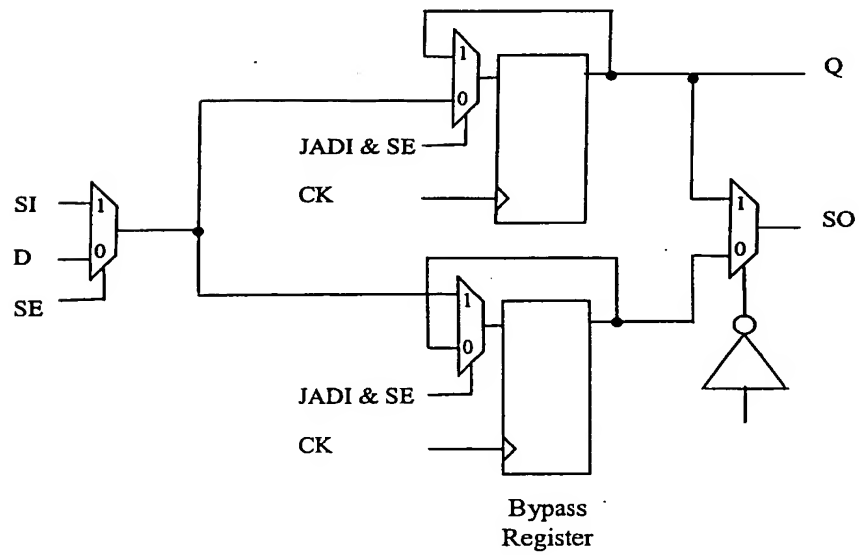 1
Q
0
JADI & SE
CK
SI
1
1
SO
D
0
0
SE
1
0
JADI & SE
CK
Bypass
Register